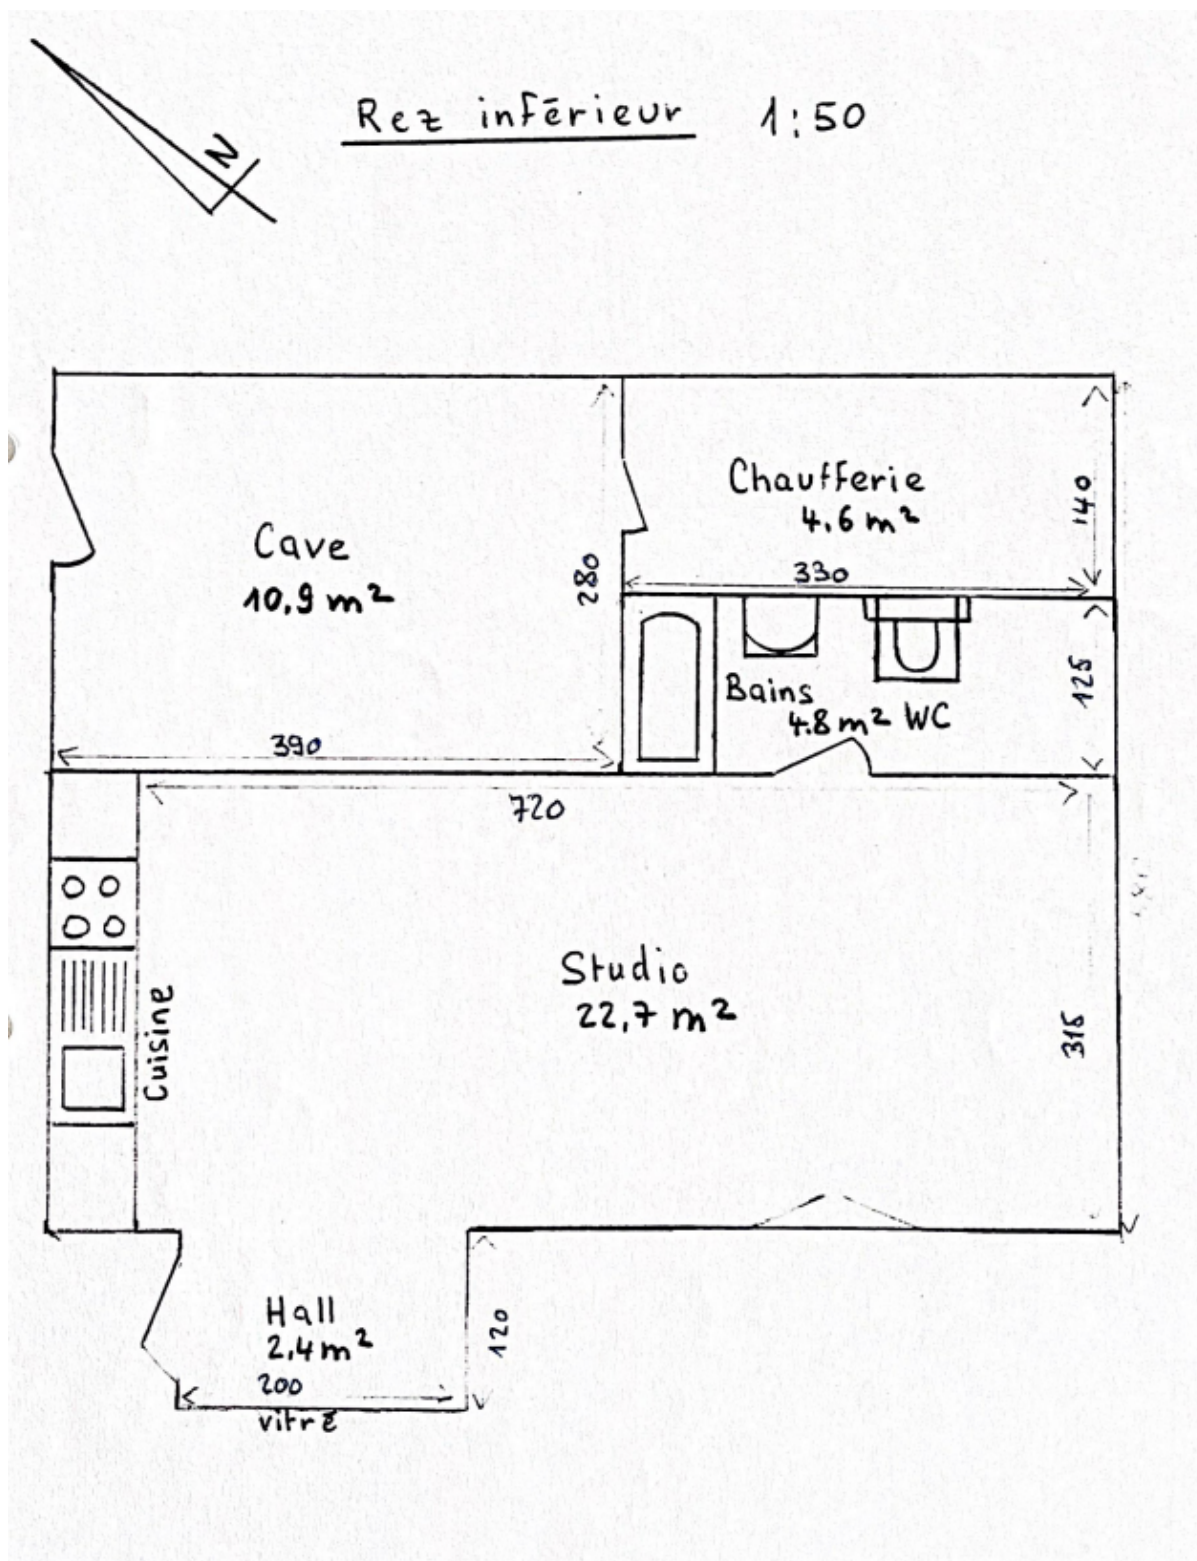 N
Rez inférieur 1:50
Chaufferie
4.6 m²
140
Cave
10,9 m²
280
330
Bains
4.8 m² WC
125
390
720
Studio
22,7 m²
Cuisine
315
Hall
2,4 m²
120
200
vitré